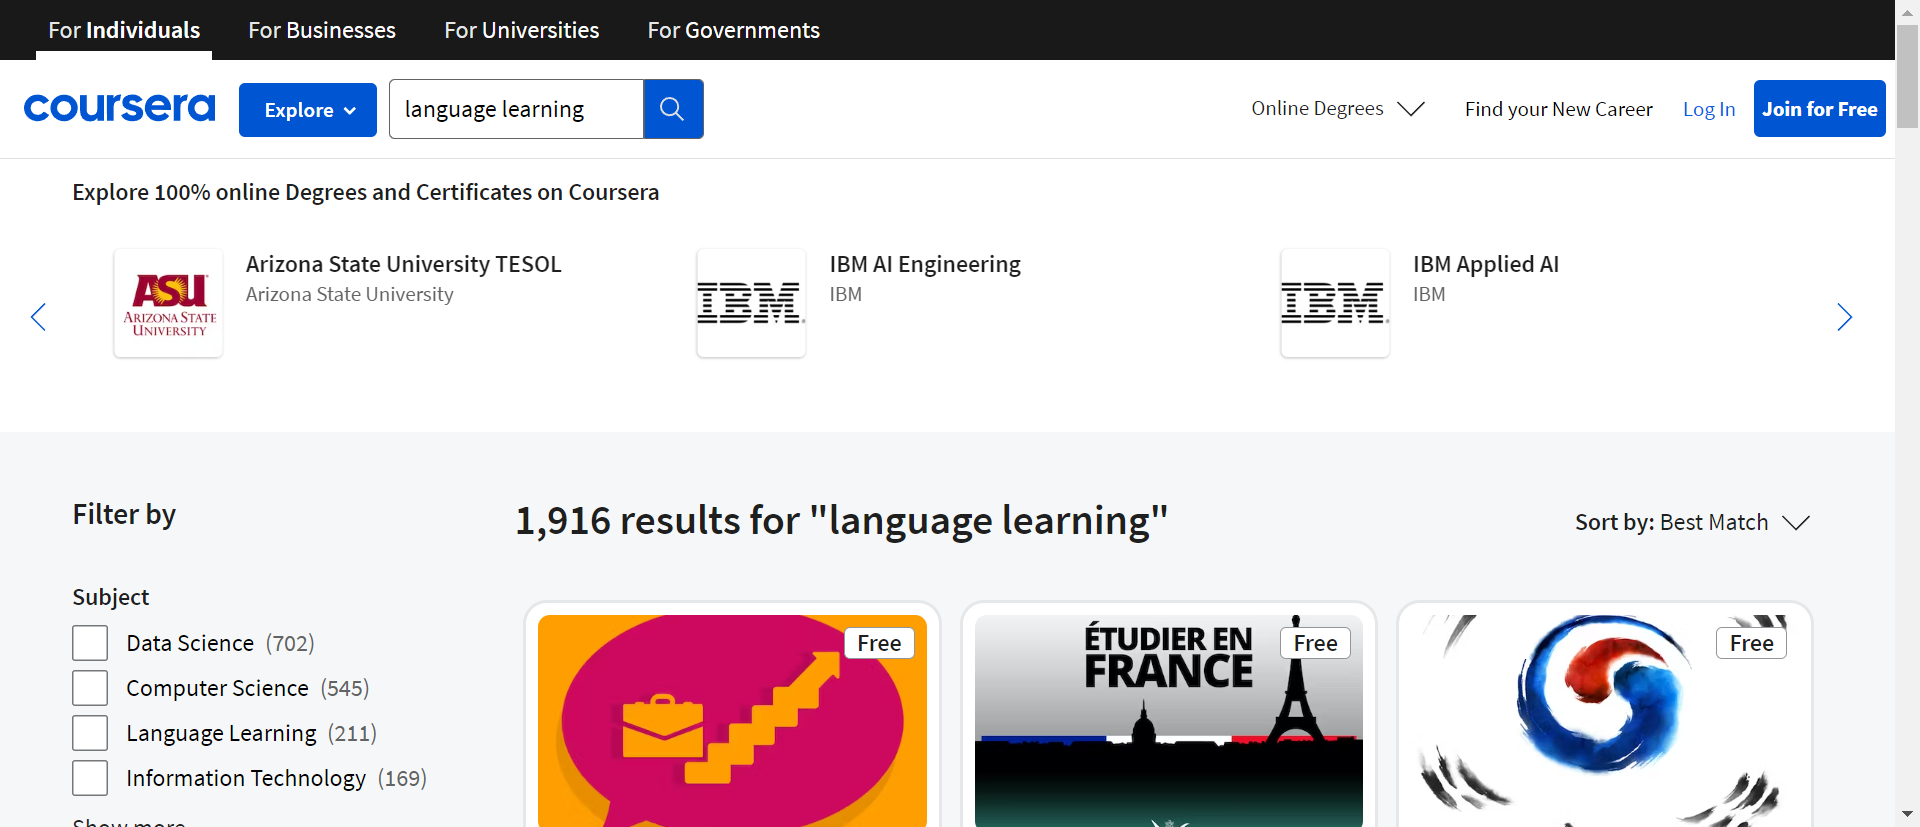 For Individuals
For Businesses
For Universities
For Governments
coursera
Explore
language learning
Online Degrees
Find your New Career
Log In
Join for Free
Explore 100% online Degrees and Certificates on Coursera
ASU
ARIZONA STATE
UNIVERSITY
Arizona State University TESOL
Arizona State University
IBM
IBM AI Engineering
IBM
IBM
IBM Applied AI
IBM
Filter by
1,916 results for "language learning"
Sort by: Best Match
Subject
Data Science (702)
Computer Science (545)
Language Learning (211)
Information Technology (169)
Show more
Free
ÉTUDIER EN
FRANCE
Free
Free